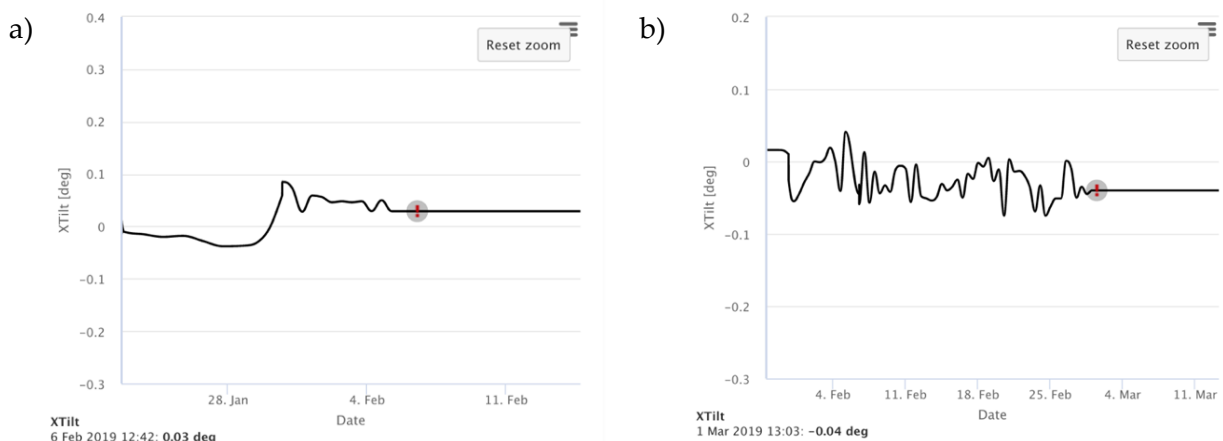 a)
0.4
0.3
0.2
0.1
0
−0.1
−0.2
−0.3
XTilt [deg]
Reset zoom
28. Jan
4. Feb
11. Feb
Date
XTilt
6 Feb 2019 12:42: 0.03 deg
b)
0.2
0.1
0
−0.1
−0.2
−0.3
XTilt [deg]
Reset zoom
4. Feb
11. Feb
18. Feb
25. Feb
4. Mar
11. Mar
Date
XTilt
1 Mar 2019 13:03: -0.04 deg